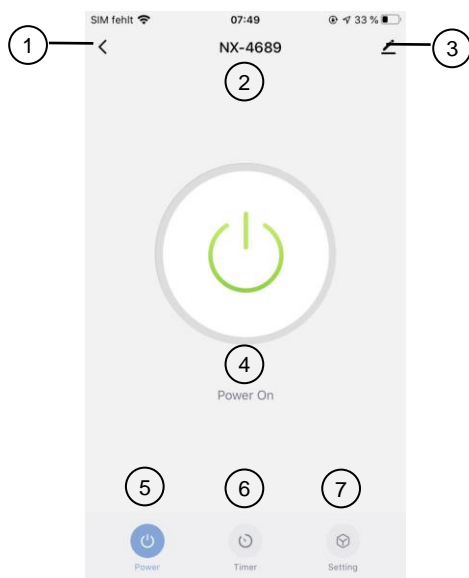 SIM fehlt 07:49 33 %
1 NX-4689 3
2
4
Power On
5 6 7
Power Timer Setting